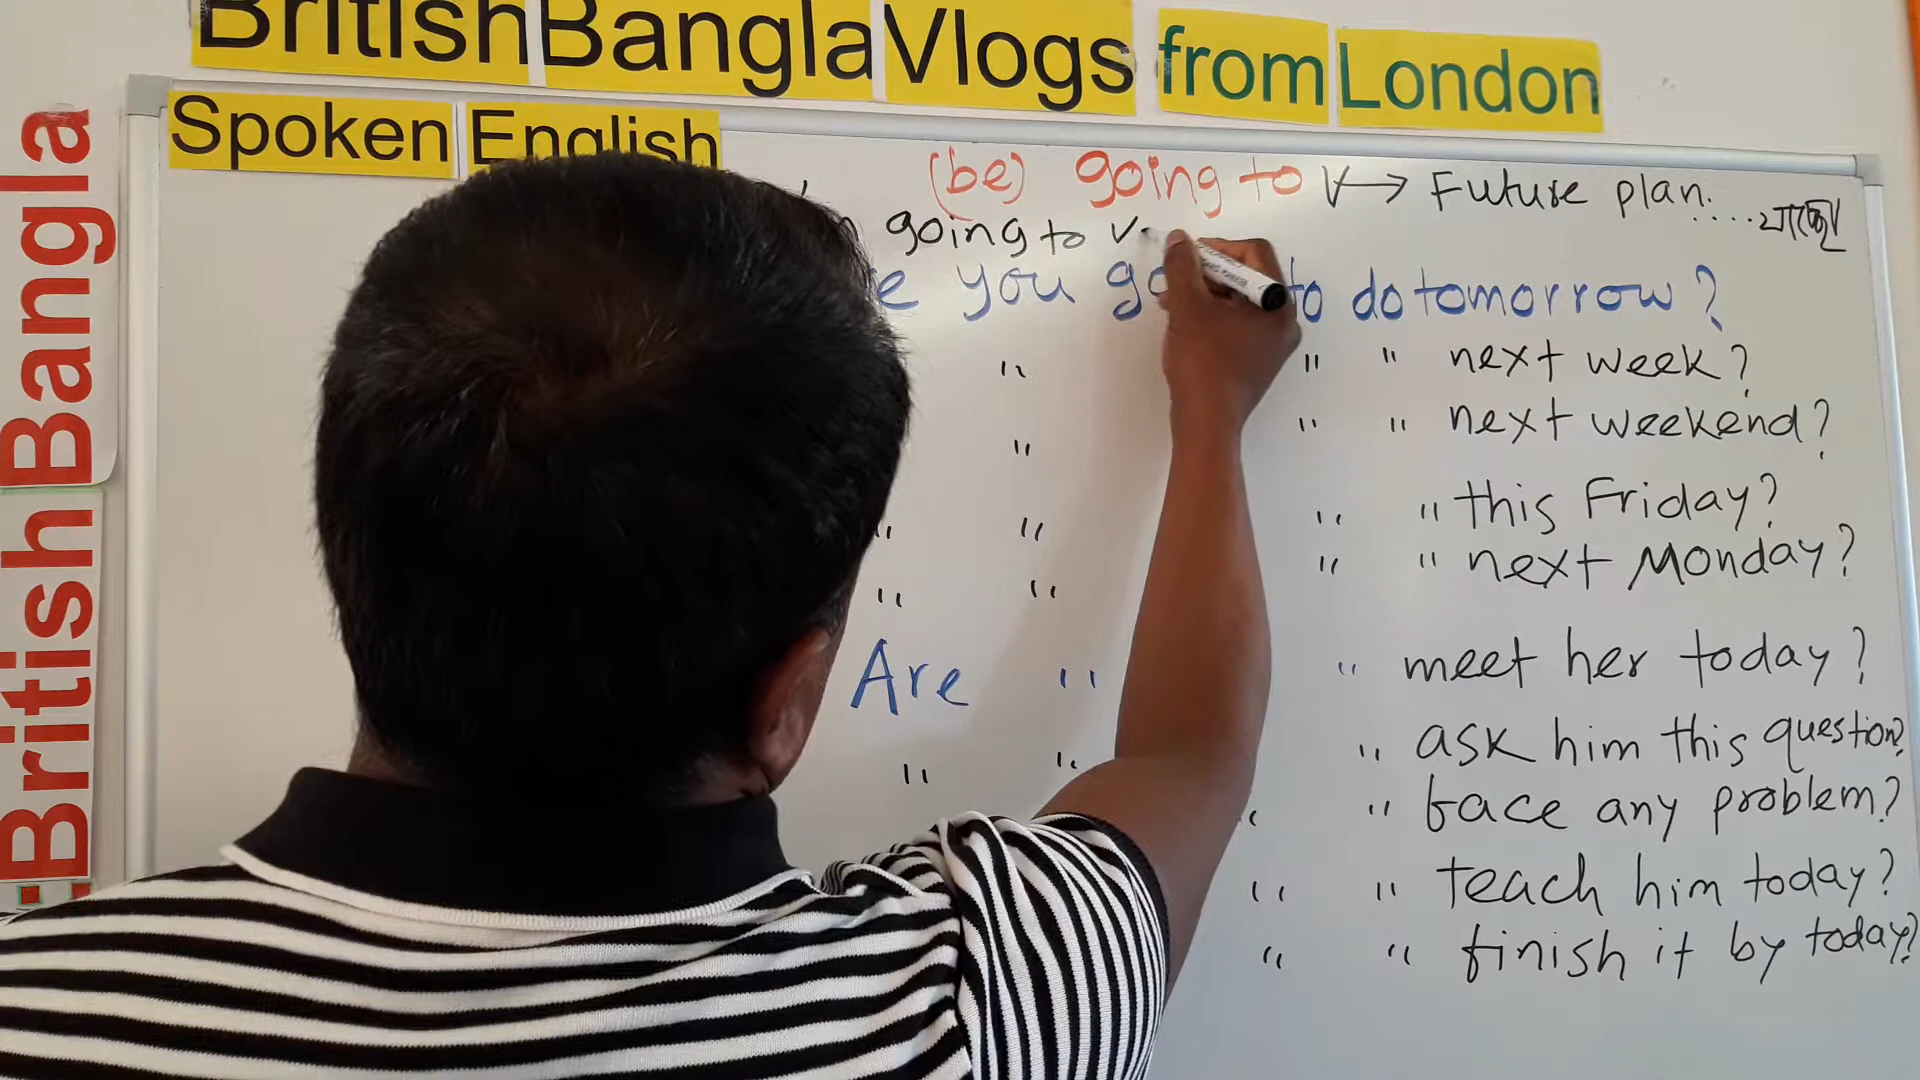 BritishBanglaVlogs from London
Spoken English
BritishBangla
British
(be) going to V → Future plan.
going to V
you to do tomorrow?
" " " next week?
" " " next weekend?
" " " " this Friday?
" " " " next Monday?
Are " " meet her today?
" " " ask him this question?
" " face any problem?
" " teach him today?
" " finish it by today?